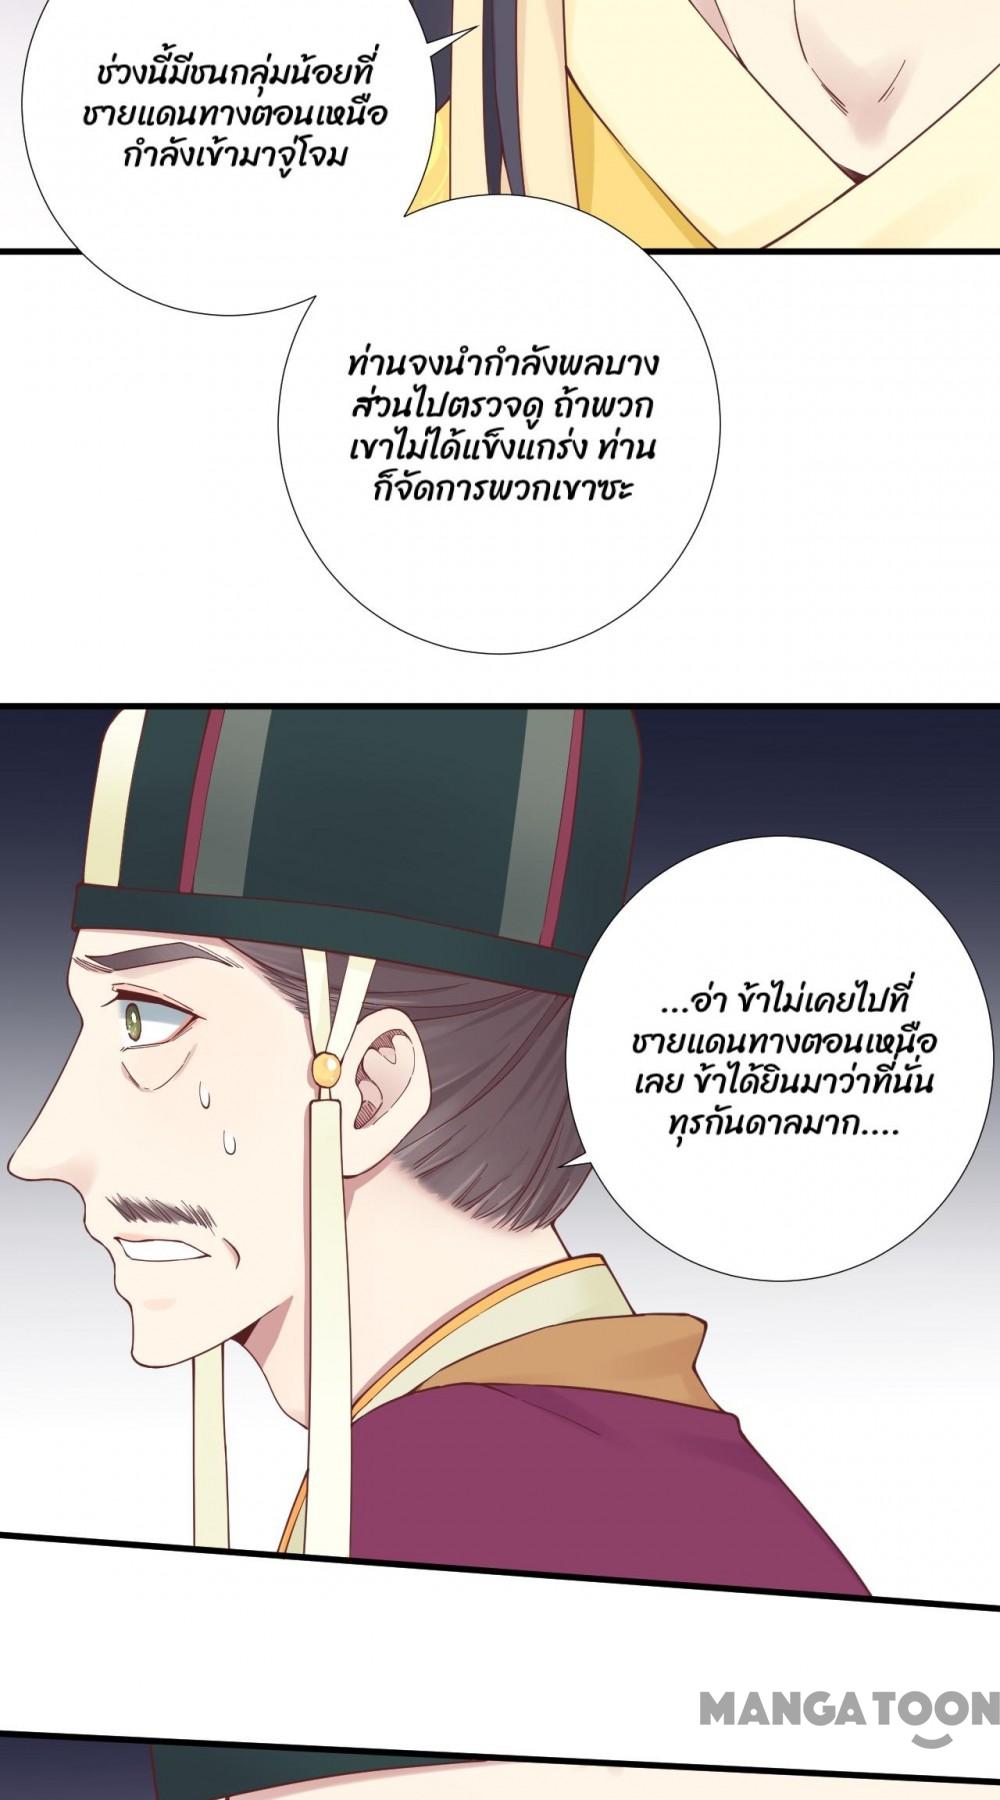 ช่วงนี้มีชนกลุ่มน้อยที่
ชายแดนทางตอนเหนือ
กำลังเข้ามาจู่โจม
ท่านจงนำกำลังพลบาง
ส่วนไปตรวจดู ถ้าพวก
เขาไม่ได้แข็งแกร่ง ท่าน
ก็จัดการพวกเขาซะ
...อ่า ข้าไม่เคยไปที่
ชายแดนทางตอนเหนือ
เลย ข้าได้ยินมาว่าที่นั่น
ทุรกันดาลมาก....
MANGATOON